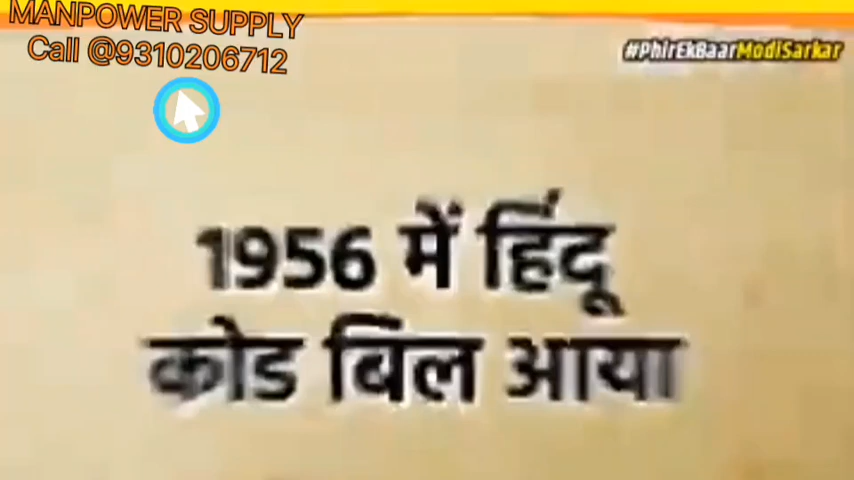 MANPOWER SUPPLY
Call @9310206712
#PhirEkBaarModiSarkar
1956 में हिंदू
कोड बिल आया